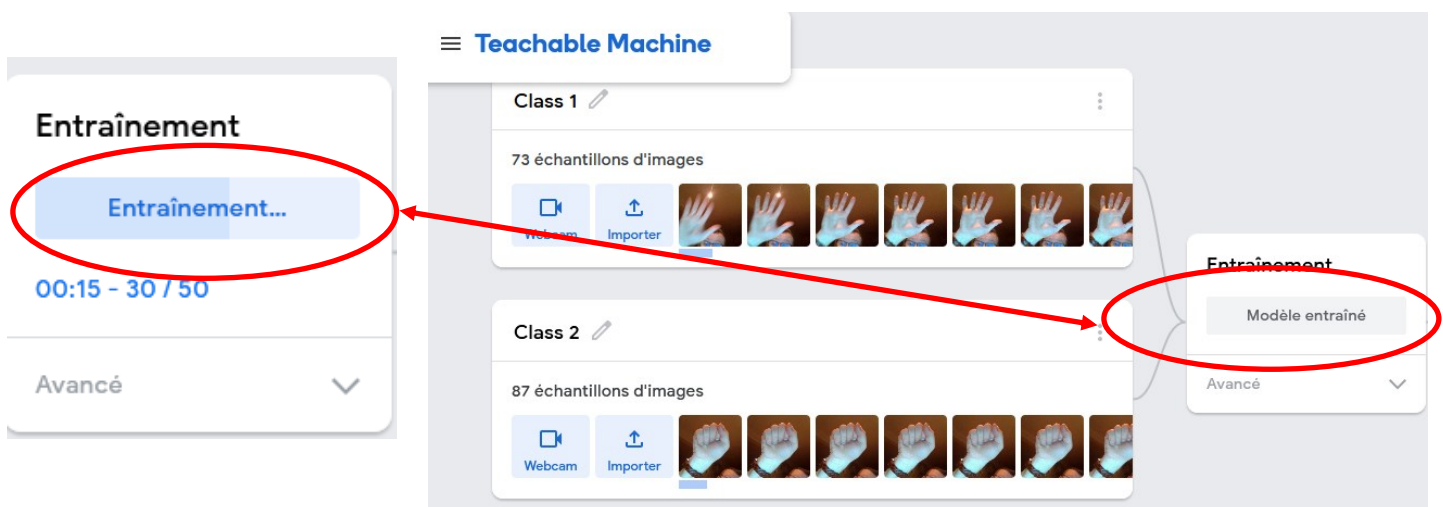 Entraînement
Entraînement...
00:15 - 30 / 50
Avancé
Teachable Machine
Class 1
73 échantillons d'images
Webcam
Importer
Class 2
87 échantillons d'images
Webcam
Importer
Entraînement
Modèle entraîné
Avancé